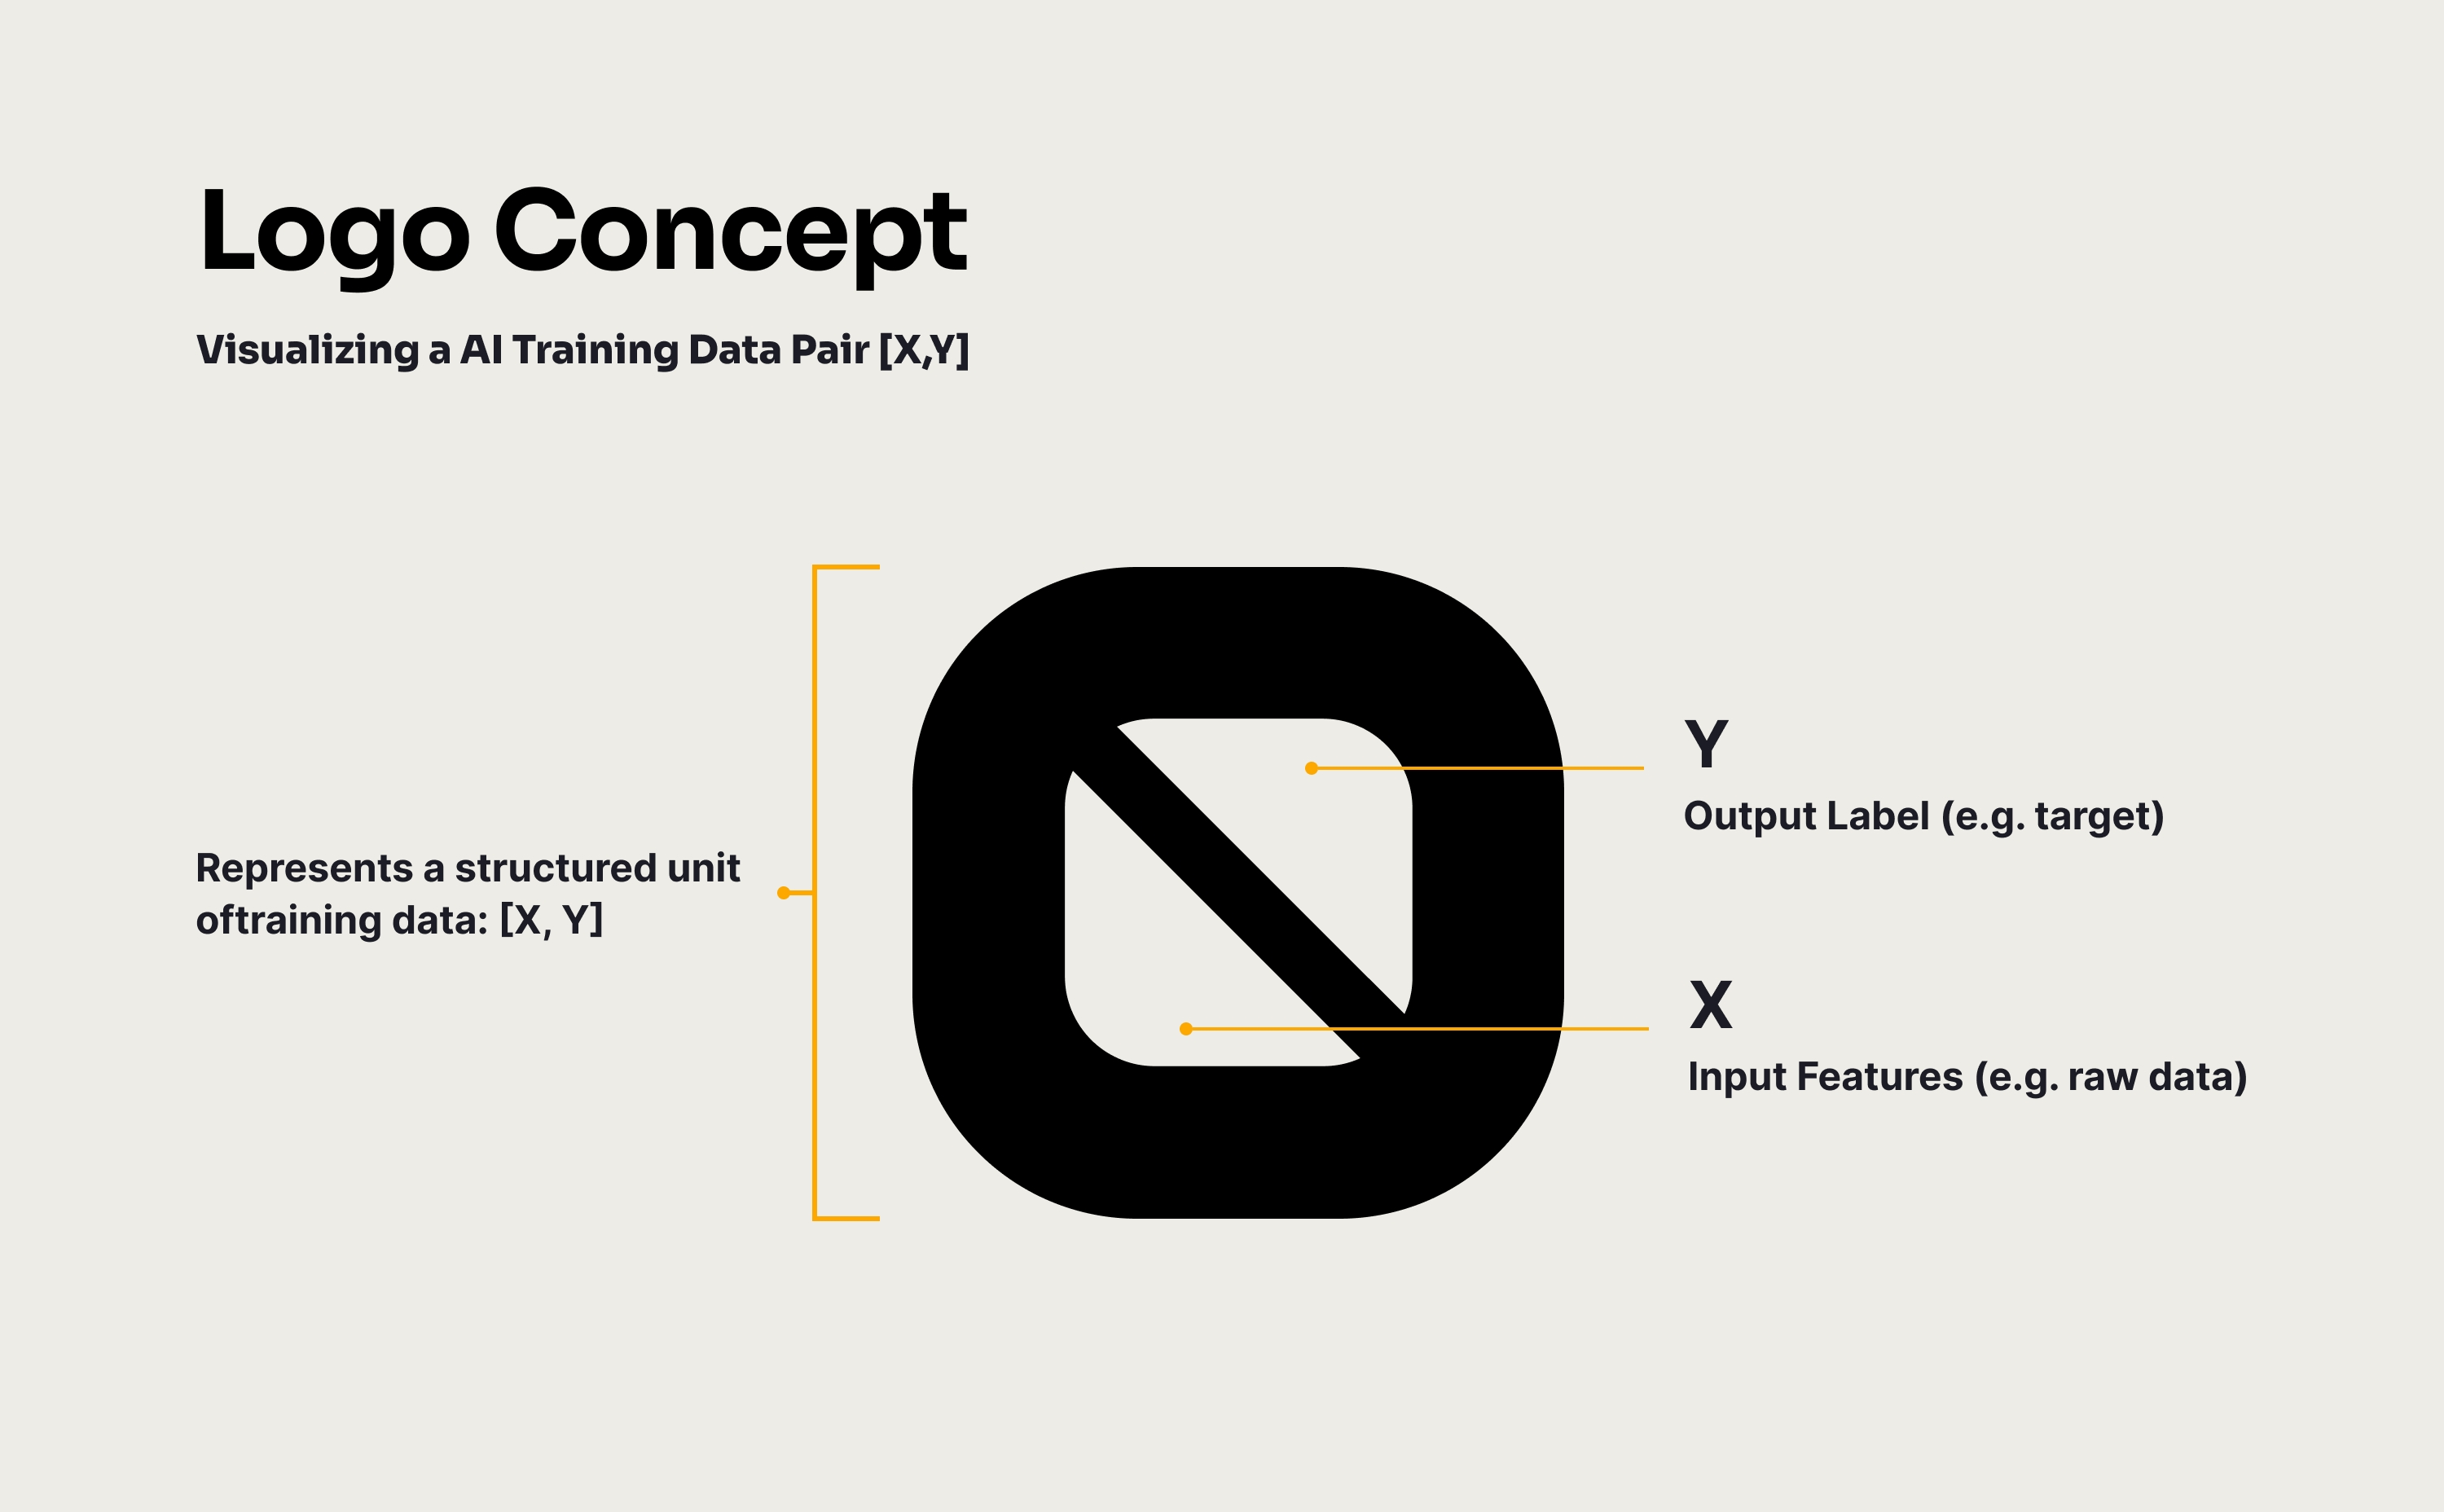 Logo Concept
Visualizing a AI Training Data Pair [X,Y]
Represents a structured unit
oftraining data: [X, Y]
Y
Output Label (e.g. target)
X
Input Features (e.g. raw data)